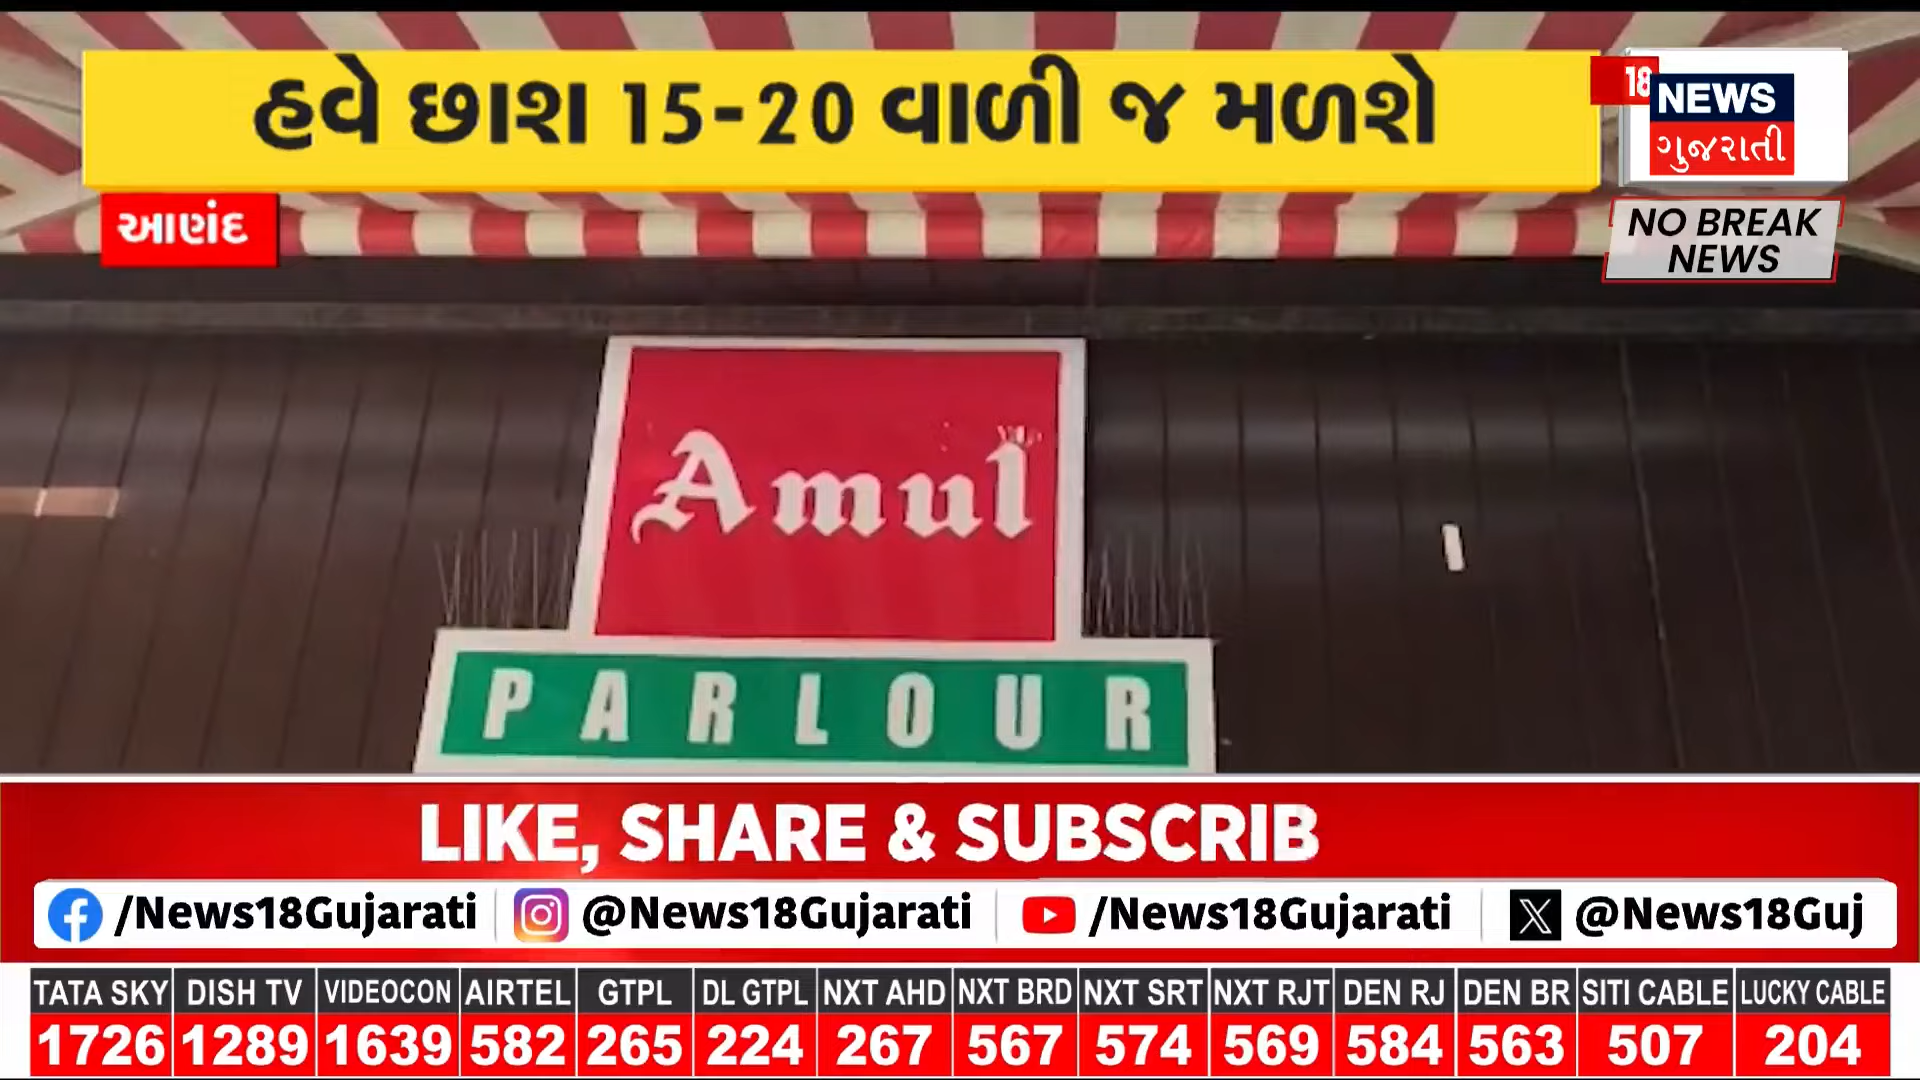 હવે છાશ 15-20 વાળી જ મળશે
18
NEWS
ગુજરાતી
આણંદ
NO BREAK
NEWS
Amul
PARLOUR
LIKE, SHARE & SUBSCRIB
/News18Gujarati @News18Gujarati /News18Gujarati @News18Guj
TATA SKY DISH TV VIDEOCON AIRTEL GTPL DL GTPL NXT AHD NXT BRD NXT SRT NXT RJT DEN RJ DEN BR SITI CABLE LUCKY CABLE
1726 1289 1639 582 265 224 267 567 574 569 584 563 507 204